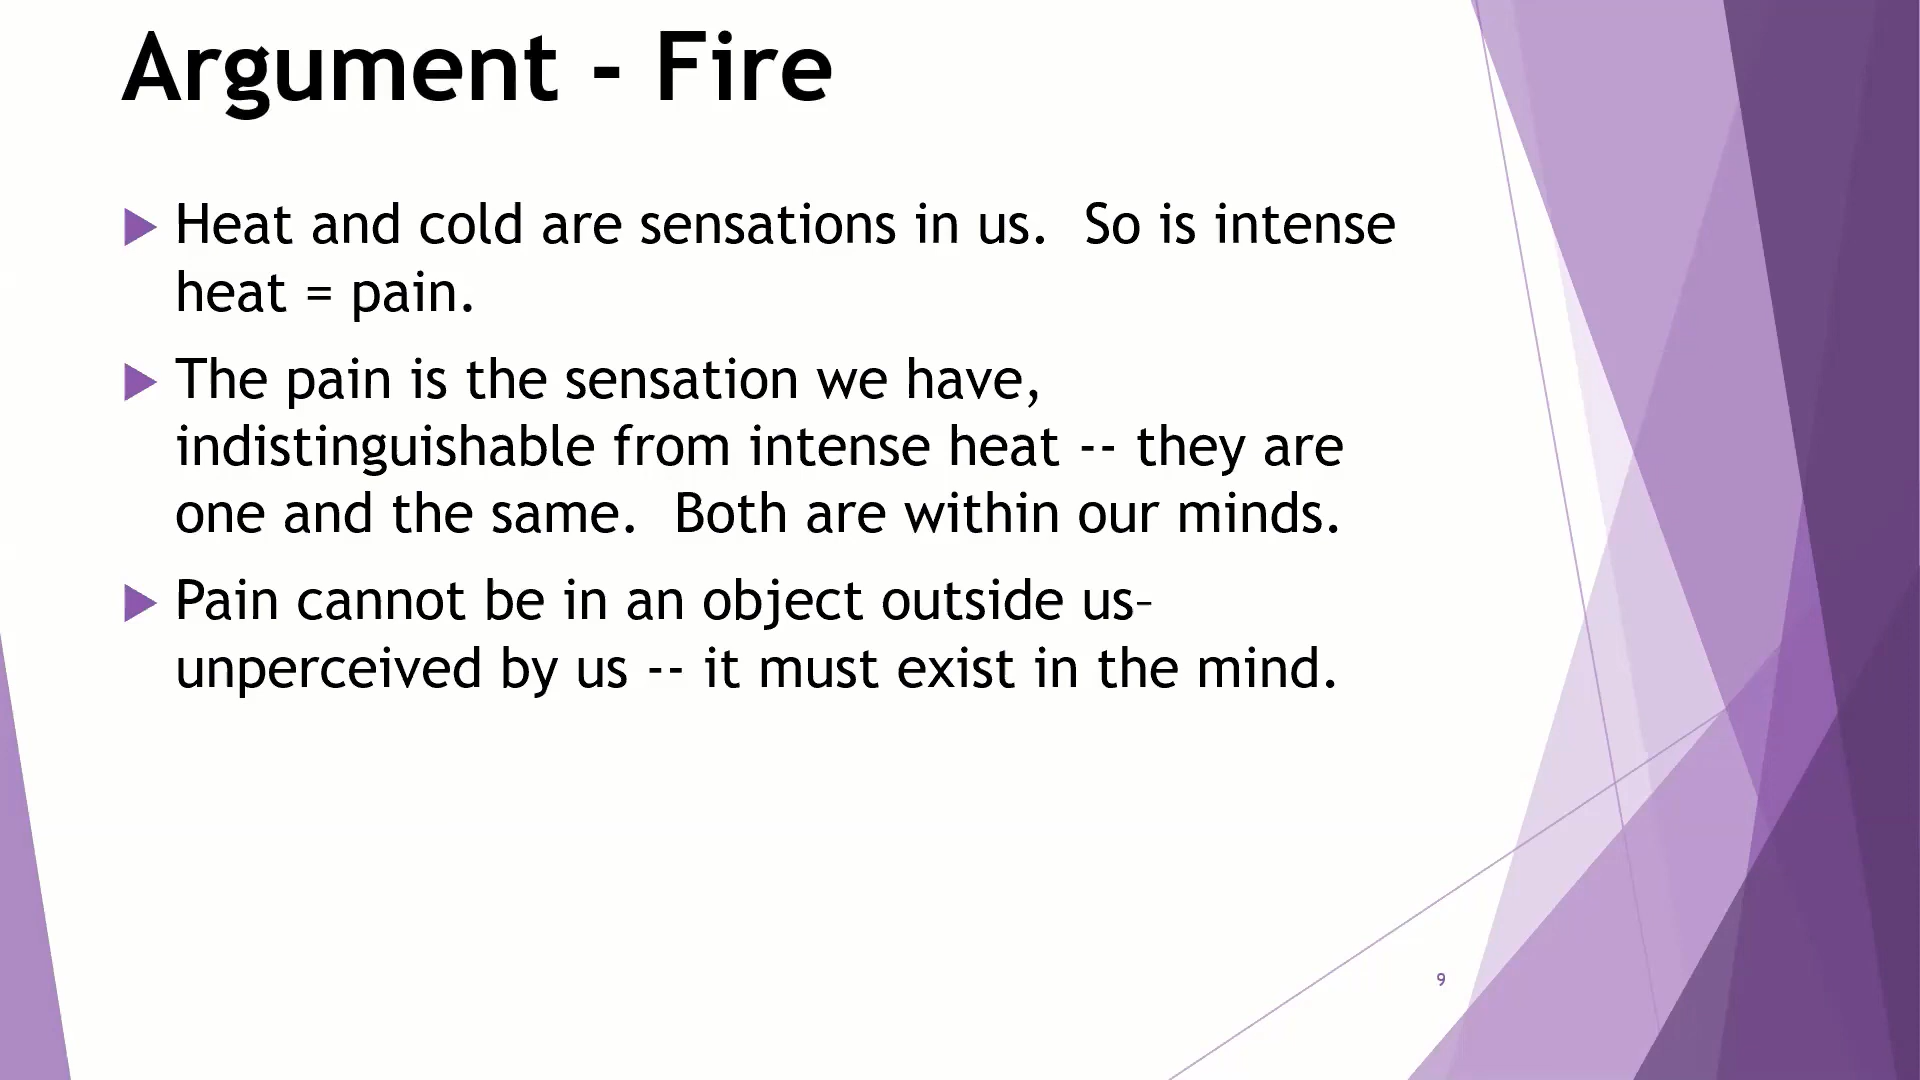 Argument - Fire
Heat and cold are sensations in us.  So is intense
heat = pain.
The pain is the sensation we have,
indistinguishable from intense heat -- they are
one and the same.  Both are within our minds.
Pain cannot be in an object outside us–
unperceived by us -- it must exist in the mind.
9